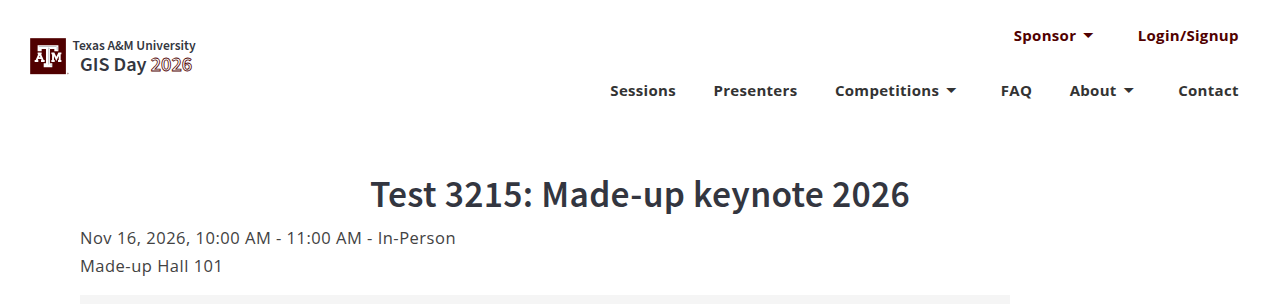 Texas A&M University
GIS Day 2026
Sponsor
Login/Signup
Sessions
Presenters
Competitions
FAQ
About
Contact
Test 3215: Made-up keynote 2026
Nov 16, 2026, 10:00 AM - 11:00 AM - In-Person
Made-up Hall 101